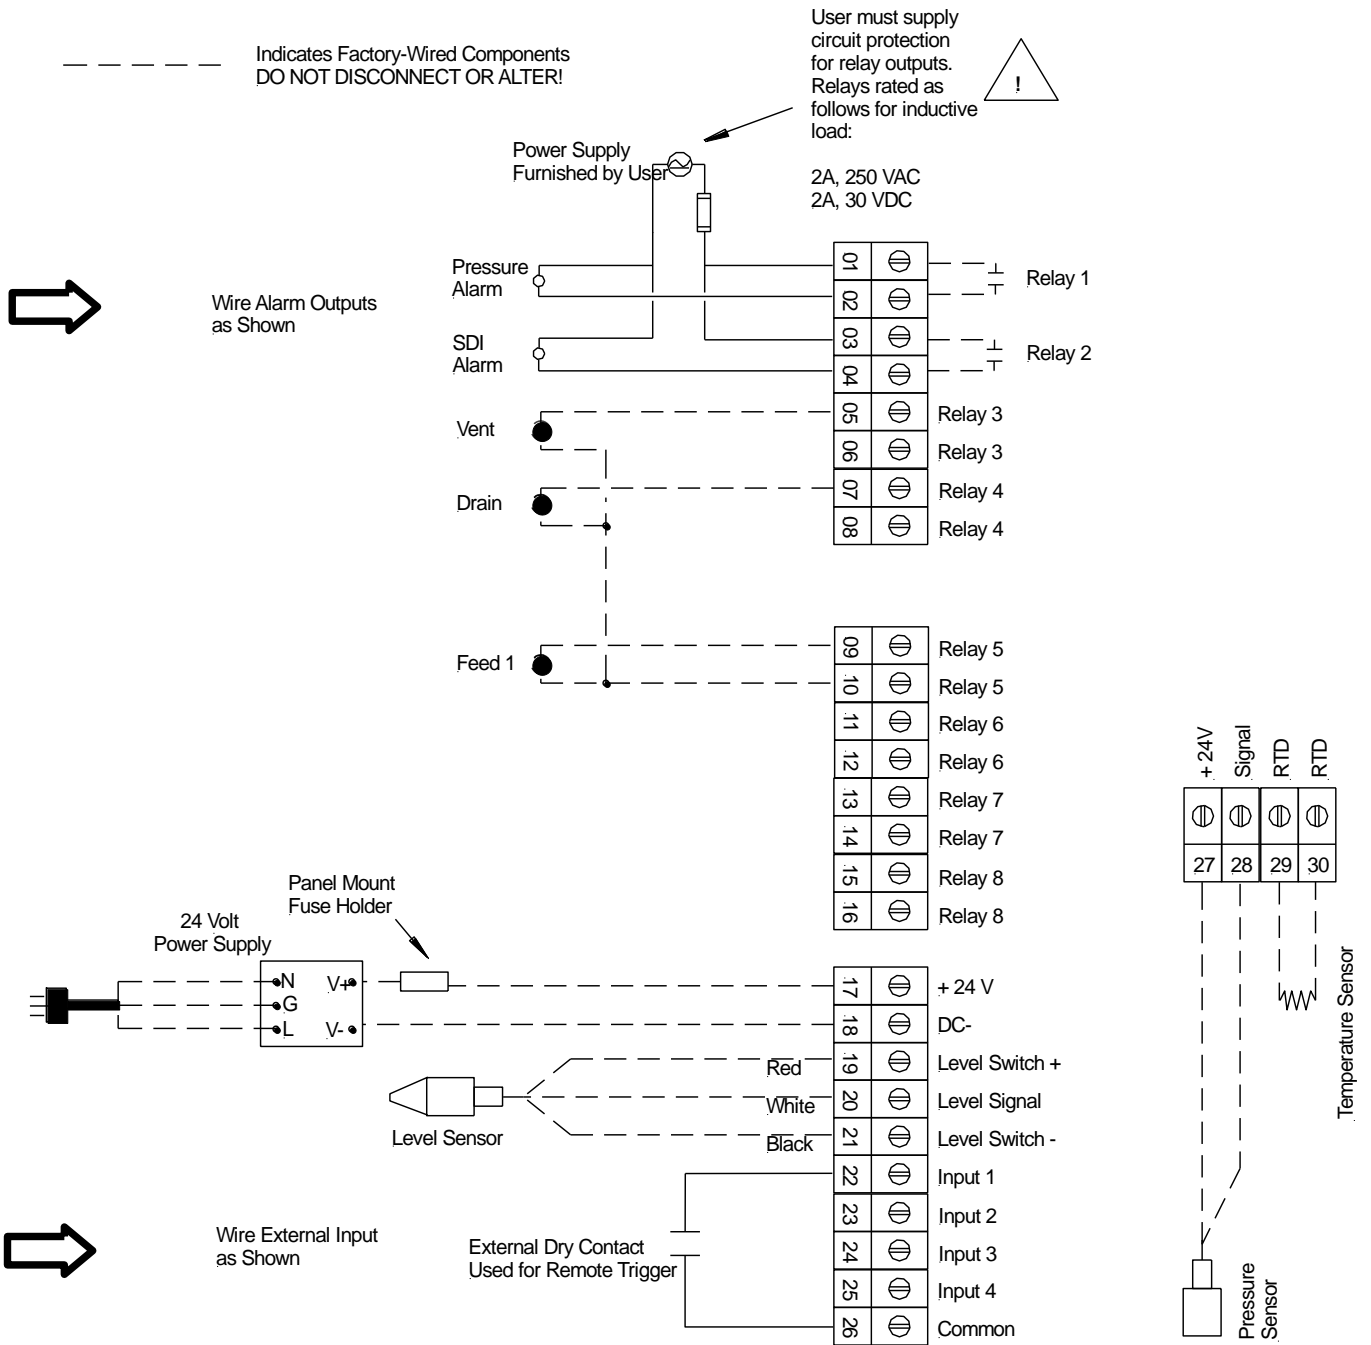 Indicates Factory-Wired Components
DO NOT DISCONNECT OR ALTER!
User must supply
circuit protection
for relay outputs.
Relays rated as
follows for inductive
load:
2A, 250 VAC
2A, 30 VDC
!
Power Supply
Furnished by User
Wire Alarm Outputs
as Shown
Pressure
Alarm
SDI
Alarm
Vent
Drain
Feed 1
01
02
Relay 1
03
04
Relay 2
05 Relay 3
06 Relay 3
07 Relay 4
08 Relay 4
09 Relay 5
10 Relay 5
11 Relay 6
12 Relay 6
13 Relay 7
14 Relay 7
15 Relay 8
16 Relay 8
Panel Mount
Fuse Holder
24 Volt
Power Supply
N V+
G
L V-
17 + 24 V
18 DC-
Red 19 Level Switch +
White 20 Level Signal
Black 21 Level Switch -
Level Sensor
22 Input 1
23 Input 2
24 Input 3
25 Input 4
26 Common
Wire External Input
as Shown
External Dry Contact
Used for Remote Trigger
+ 24V
Signal
RTD
RTD
27 28 29 30
Temperature Sensor
Pressure
Sensor